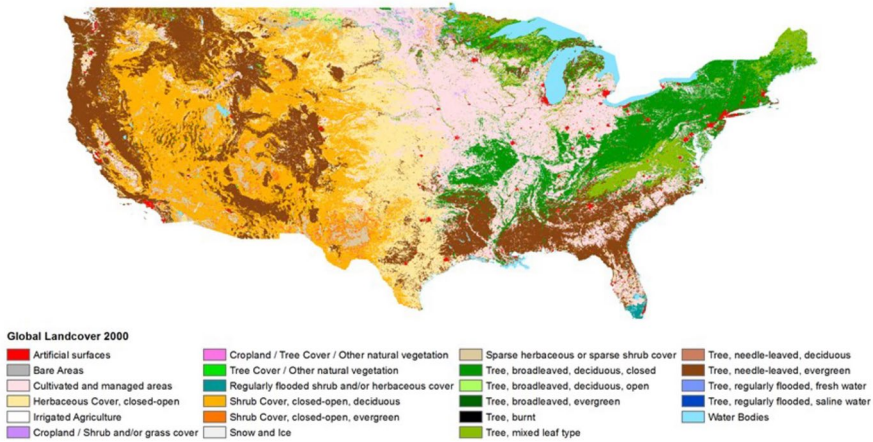 Global Landcover 2000
Artificial surfaces
Bare Areas
Cultivated and managed areas
Herbaceous Cover, closed-open
Irrigated Agriculture
Cropland / Shrub and/or grass cover
Cropland / Tree Cover / Other natural vegetation
Tree Cover / Other natural vegetation
Regularly flooded shrub and/or herbaceous cover
Shrub Cover, closed-open, deciduous
Shrub Cover, closed-open, evergreen
Snow and Ice
Sparse herbaceous or sparse shrub cover
Tree, broadleaved, deciduous, closed
Tree, broadleaved, deciduous, open
Tree, broadleaved, evergreen
Tree, burnt
Tree, mixed leaf type
Tree, needle-leaved, deciduous
Tree, needle-leaved, evergreen
Tree, regularly flooded, fresh water
Tree, regularly flooded, saline water
Water Bodies